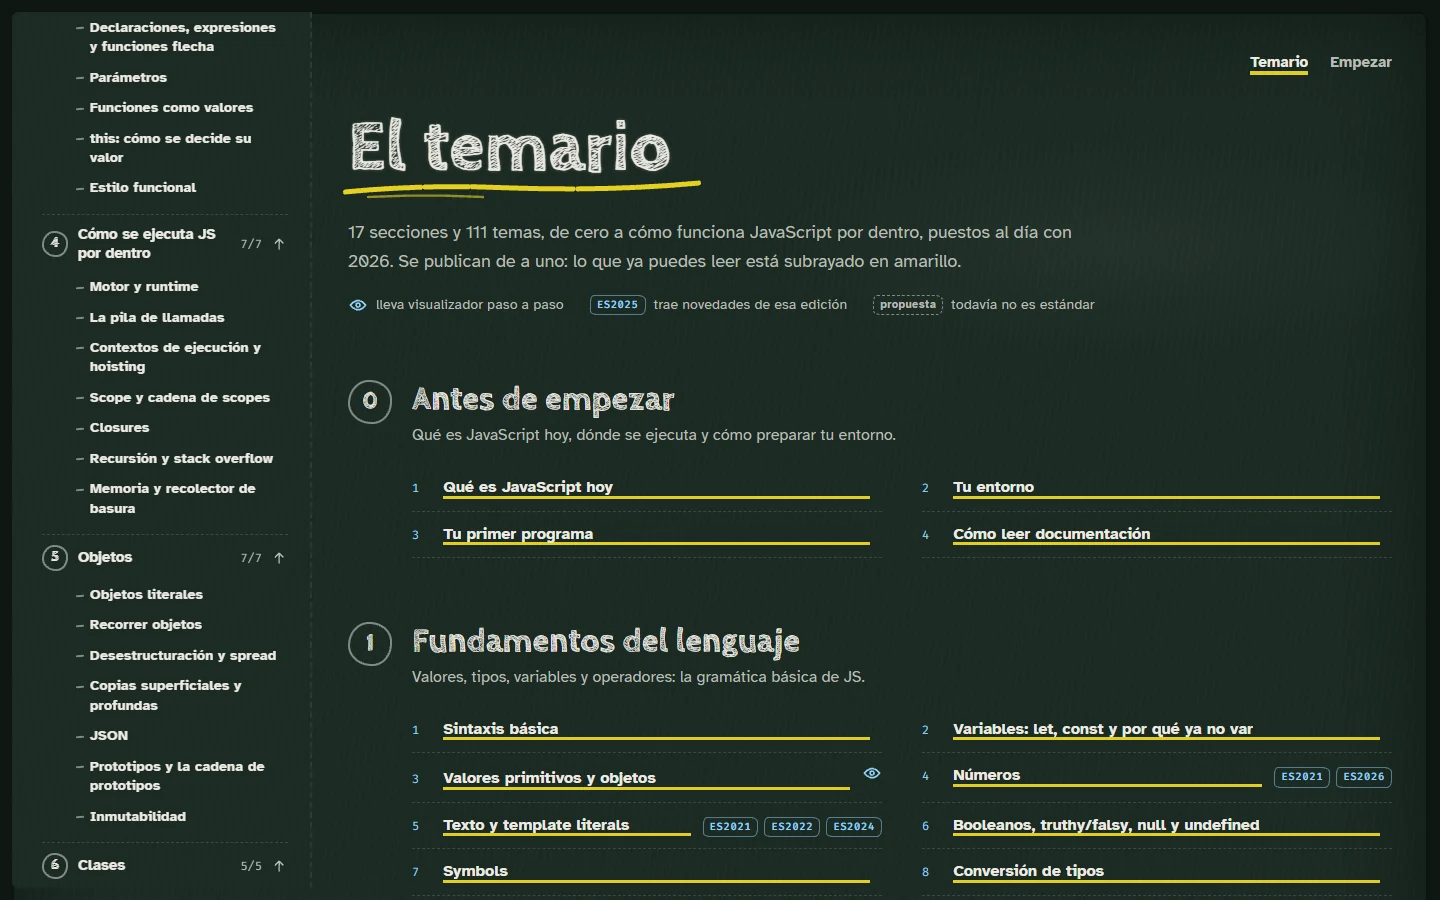 Declaraciones, expresiones
y funciones flecha
Parámetros
Funciones como valores
this: cómo se decide su
valor
Estilo funcional
4 Cómo se ejecuta JS
por dentro 7/7 ↑
Motor y runtime
La pila de llamadas
Contextos de ejecución y
hoisting
Scope y cadena de scopes
Closures
Recursión y stack overflow
Memoria y recolector de
basura
5 Objetos 7/7 ↑
Objetos literales
Recorrer objetos
Desestructuración y spread
Copias superficiales y
profundas
JSON
Prototipos y la cadena de
prototipos
Inmutabilidad
6 Clases 5/5 ↑
Temario Empezar
El temario
17 secciones y 111 temas, de cero a cómo funciona JavaScript por dentro, puestos al día con
2026. Se publican de a uno: lo que ya puedes leer está subrayado en amarillo.
lleva visualizador paso a paso ES2025 trae novedades de esa edición propuesta todavía no es estándar
0 Antes de empezar
Qué es JavaScript hoy, dónde se ejecuta y cómo preparar tu entorno.
1 Qué es JavaScript hoy
2 Tu entorno
3 Tu primer programa
4 Cómo leer documentación
1 Fundamentos del lenguaje
Valores, tipos, variables y operadores: la gramática básica de JS.
1 Sintaxis básica
2 Variables: let, const y por qué ya no var
3 Valores primitivos y objetos
4 Números ES2021 ES2026
5 Texto y template literals ES2021 ES2022 ES2024
6 Booleanos, truthy/falsy, null y undefined
7 Symbols
8 Conversión de tipos